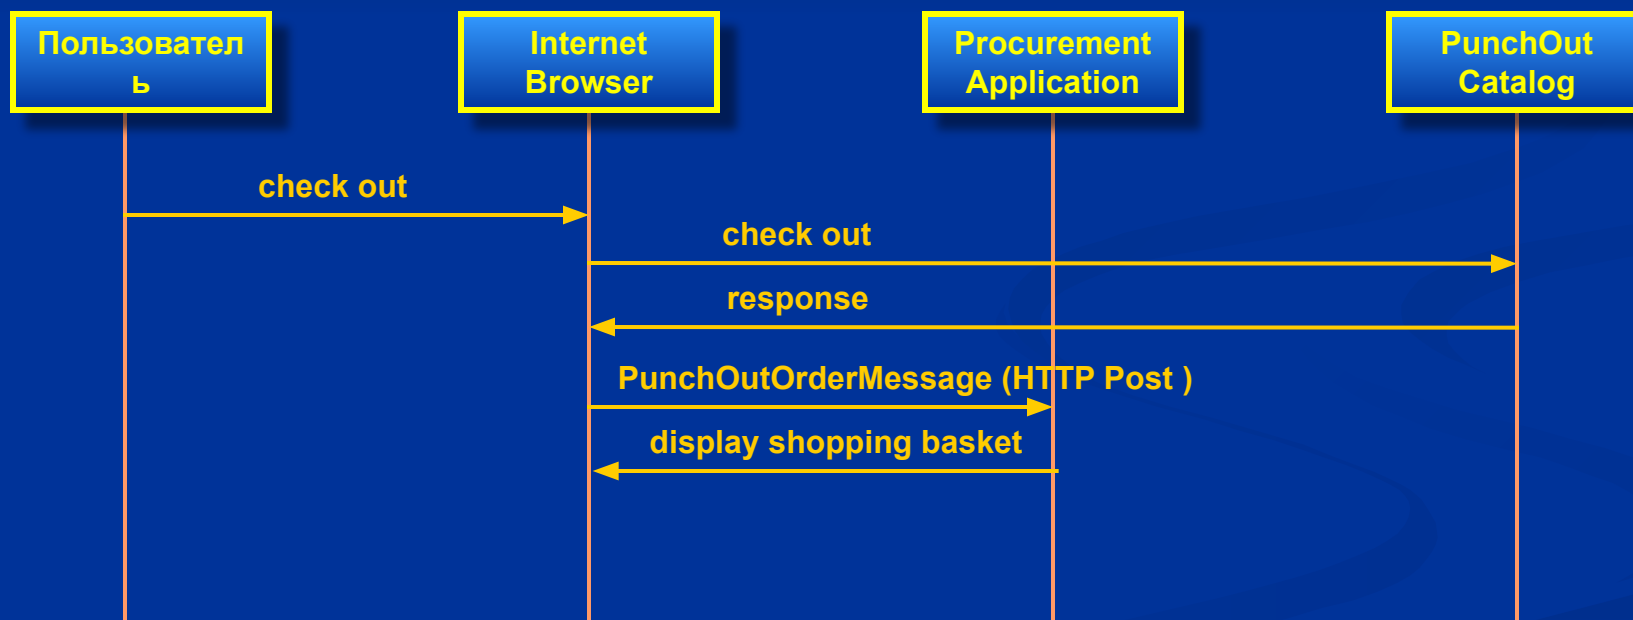 Пользовател
ь
Internet
Browser
Procurement
Application
PunchOut
Catalog
check out
check out
response
PunchOutOrderMessage (HTTP Post )
display shopping basket